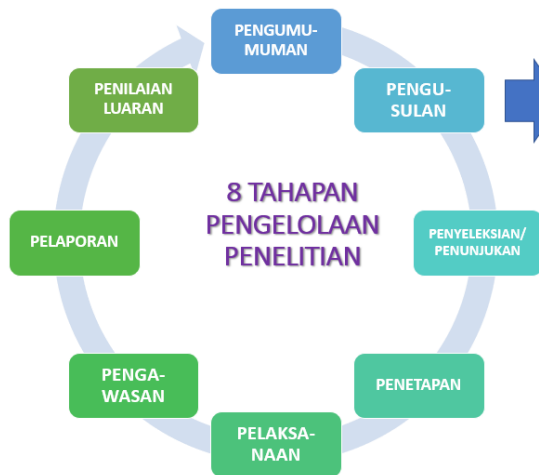 PENGUMU-
MUMAN
PENGU-
SULAN
PENYELEKSIAN/
PENUNJUKAN
PENETAPAN
PELAKSA-
NAAN
PENGA-
WASAN
PELAPORAN
PENILAIAN
LUARAN
8 TAHAPAN
PENGELOLAAN
PENELITIAN